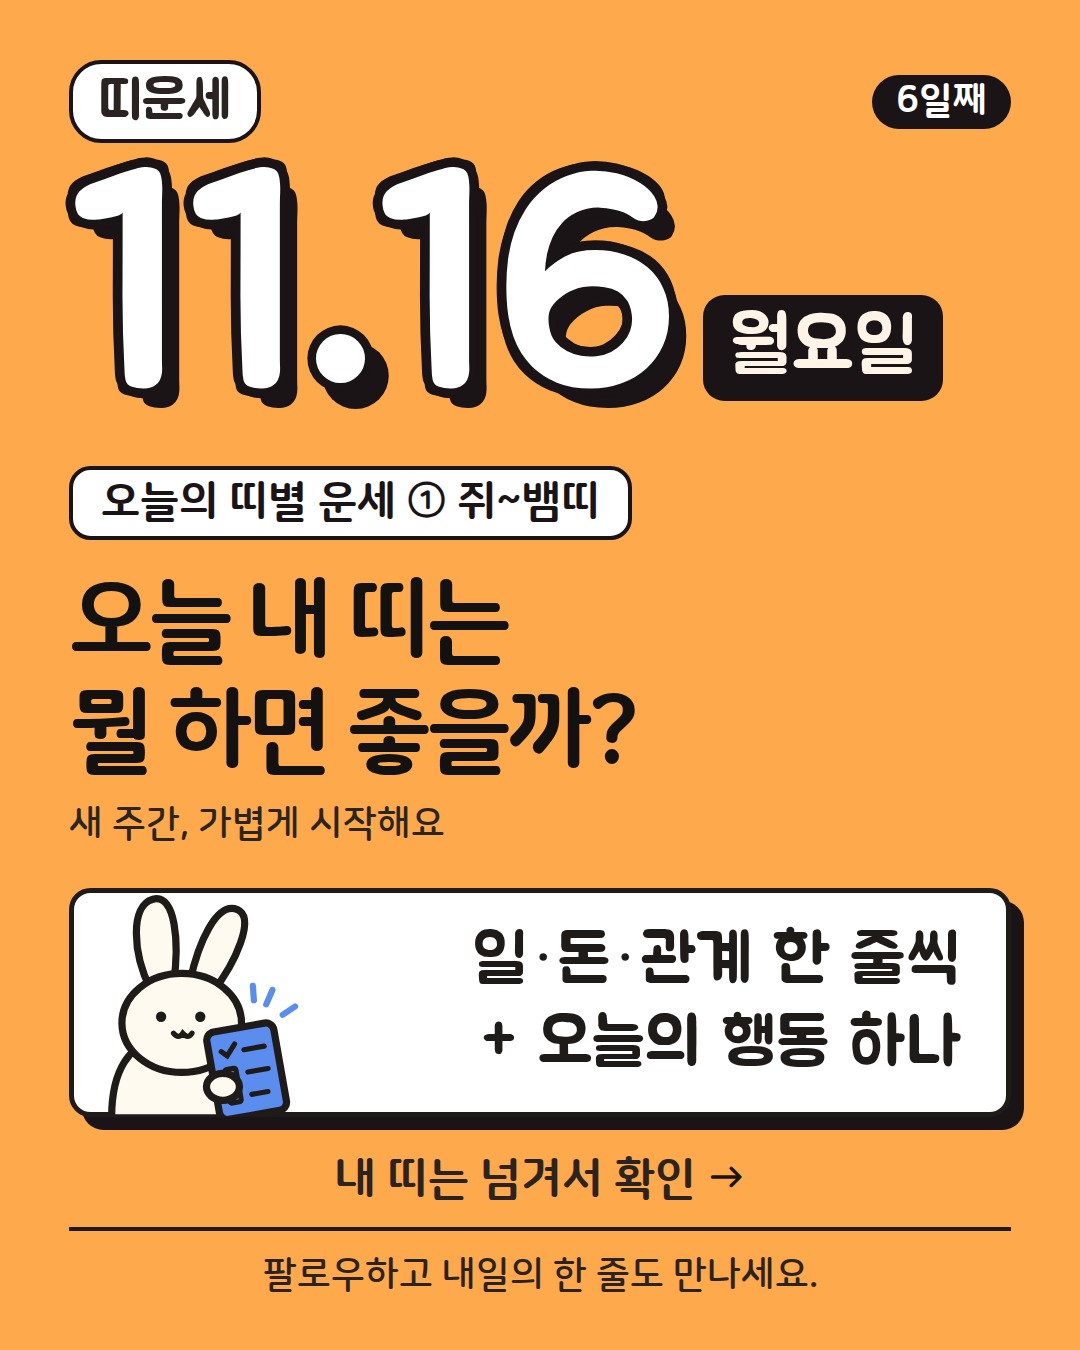 띠운세
6일째
11.16
월요일
오늘의 띠별 운세 ① 쥐~뱀띠
오늘 내 띠는
뭘 하면 좋을까?
새 주간, 가볍게 시작해요
일·돈·관계 한 줄씩
+ 오늘의 행동 하나
내 띠는 넘겨서 확인 →
팔로우하고 내일의 한 줄도 만나세요.